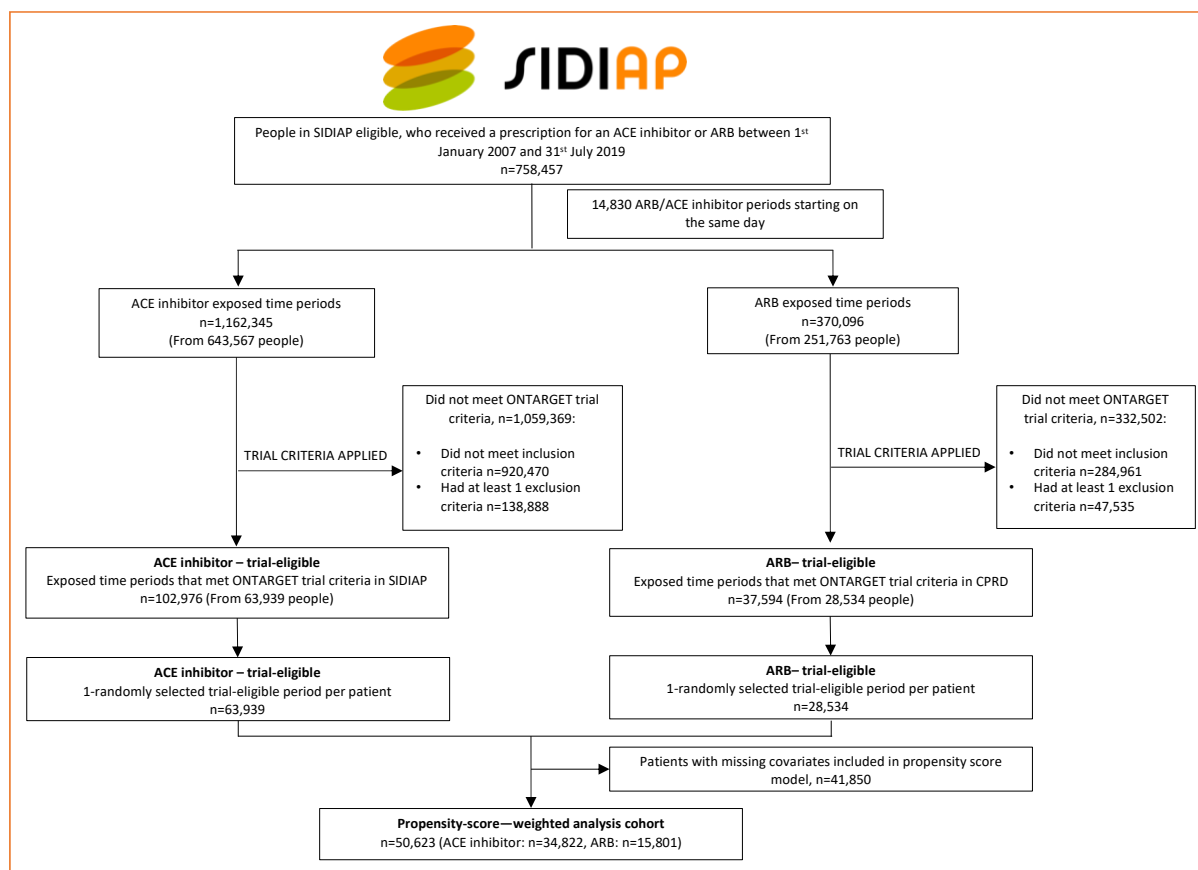 SIDIAP
People in SIDIAP eligible, who received a prescription for an ACE inhibitor or ARB between 1st
January 2007 and 31st July 2019
n=758,457
14,830 ARB/ACE inhibitor periods starting on
the same day
ACE inhibitor exposed time periods
n=1,162,345
(From 643,567 people)
ARB exposed time periods
n=370,096
(From 251,763 people)
Did not meet ONTARGET trial
criteria, n=1,059,369:
• Did not meet inclusion
criteria n=920,470
• Had at least 1 exclusion
criteria n=138,888
TRIAL CRITERIA APPLIED
Did not meet ONTARGET
trial criteria, n=332,502:
• Did not meet inclusion
criteria n=284,961
• Had at least 1 exclusion
criteria n=47,535
TRIAL CRITERIA APPLIED
ACE inhibitor – trial-eligible
Exposed time periods that met ONTARGET trial criteria in SIDIAP
n=102,976 (From 63,939 people)
ARB– trial-eligible
Exposed time periods that met ONTARGET trial criteria in CPRD
n=37,594 (From 28,534 people)
ACE inhibitor – trial-eligible
1-randomly selected trial-eligible period per patient
n=63,939
ARB– trial-eligible
1-randomly selected trial-eligible period per patient
n=28,534
Patients with missing covariates included in propensity score
model, n=41,850
Propensity-score—weighted analysis cohort
n=50,623 (ACE inhibitor: n=34,822, ARB: n=15,801)